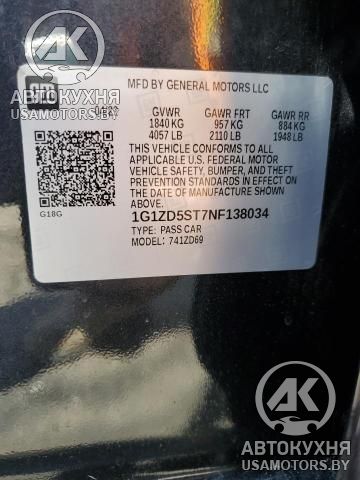 AK
АВТОКУХНЯ
USAMOTORS.BY
gm
MFD BY GENERAL MOTORS LLC
GVWR GAWR FRT GAWR RR
1840 KG 957 KG 884 KG
4057 LB 2110 LB 1948 LB
THIS VEHICLE CONFORMS TO ALL
APPLICABLE U.S. FEDERAL MOTOR
VEHICLE SAFETY, BUMPER, AND THEFT
PREVENTION STANDARDS IN EFFECT ON
THE DATE OF MANUFACTURE SHOWN
ABOVE.
G18G
1G1ZD5ST7NF138034
TYPE: PASS CAR
MODEL: 741ZD69
AK
АВТОКУХНЯ
USAMOTORS.BY